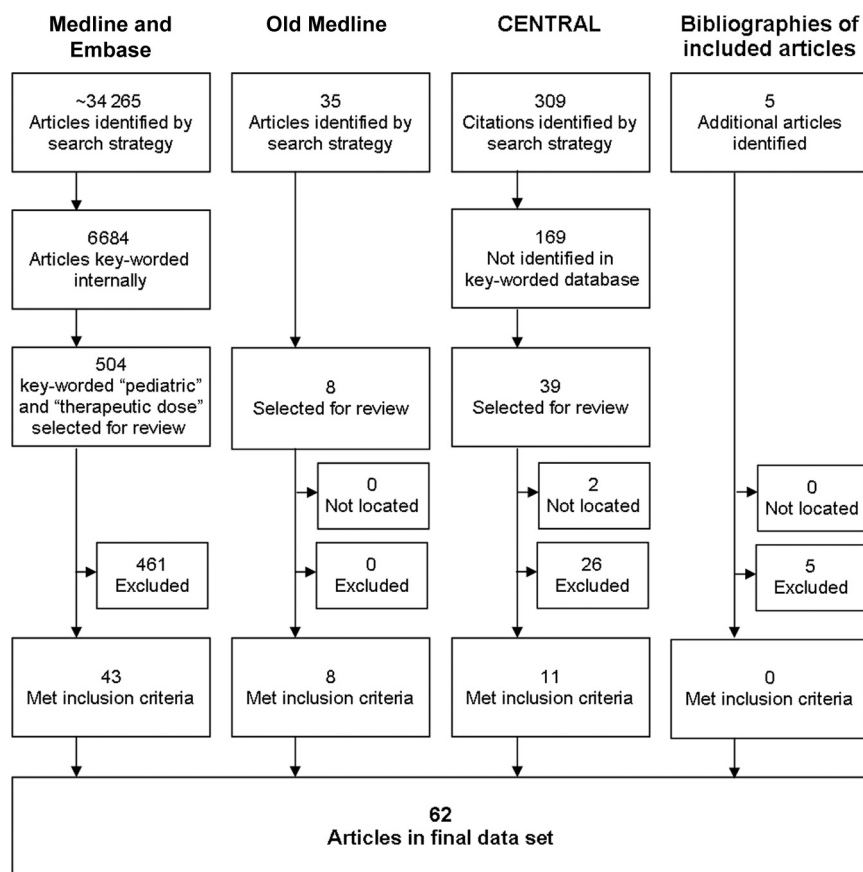 Medline and
Embase
Old Medline
CENTRAL
Bibliographies of
included articles
~34 265
Articles identified by
search strategy
35
Articles identified by
search strategy
309
Citations identified by
search strategy
5
Additional articles
identified
6684
Articles key-worded
internally
169
Not identified in
key-worded database
504
key-worded “pediatric”
and “therapeutic dose”
selected for review
8
Selected for review
39
Selected for review
0
Not located
2
Not located
0
Not located
461
Excluded
0
Excluded
26
Excluded
5
Excluded
43
Met inclusion criteria
8
Met inclusion criteria
11
Met inclusion criteria
0
Met inclusion criteria
62
Articles in final data set